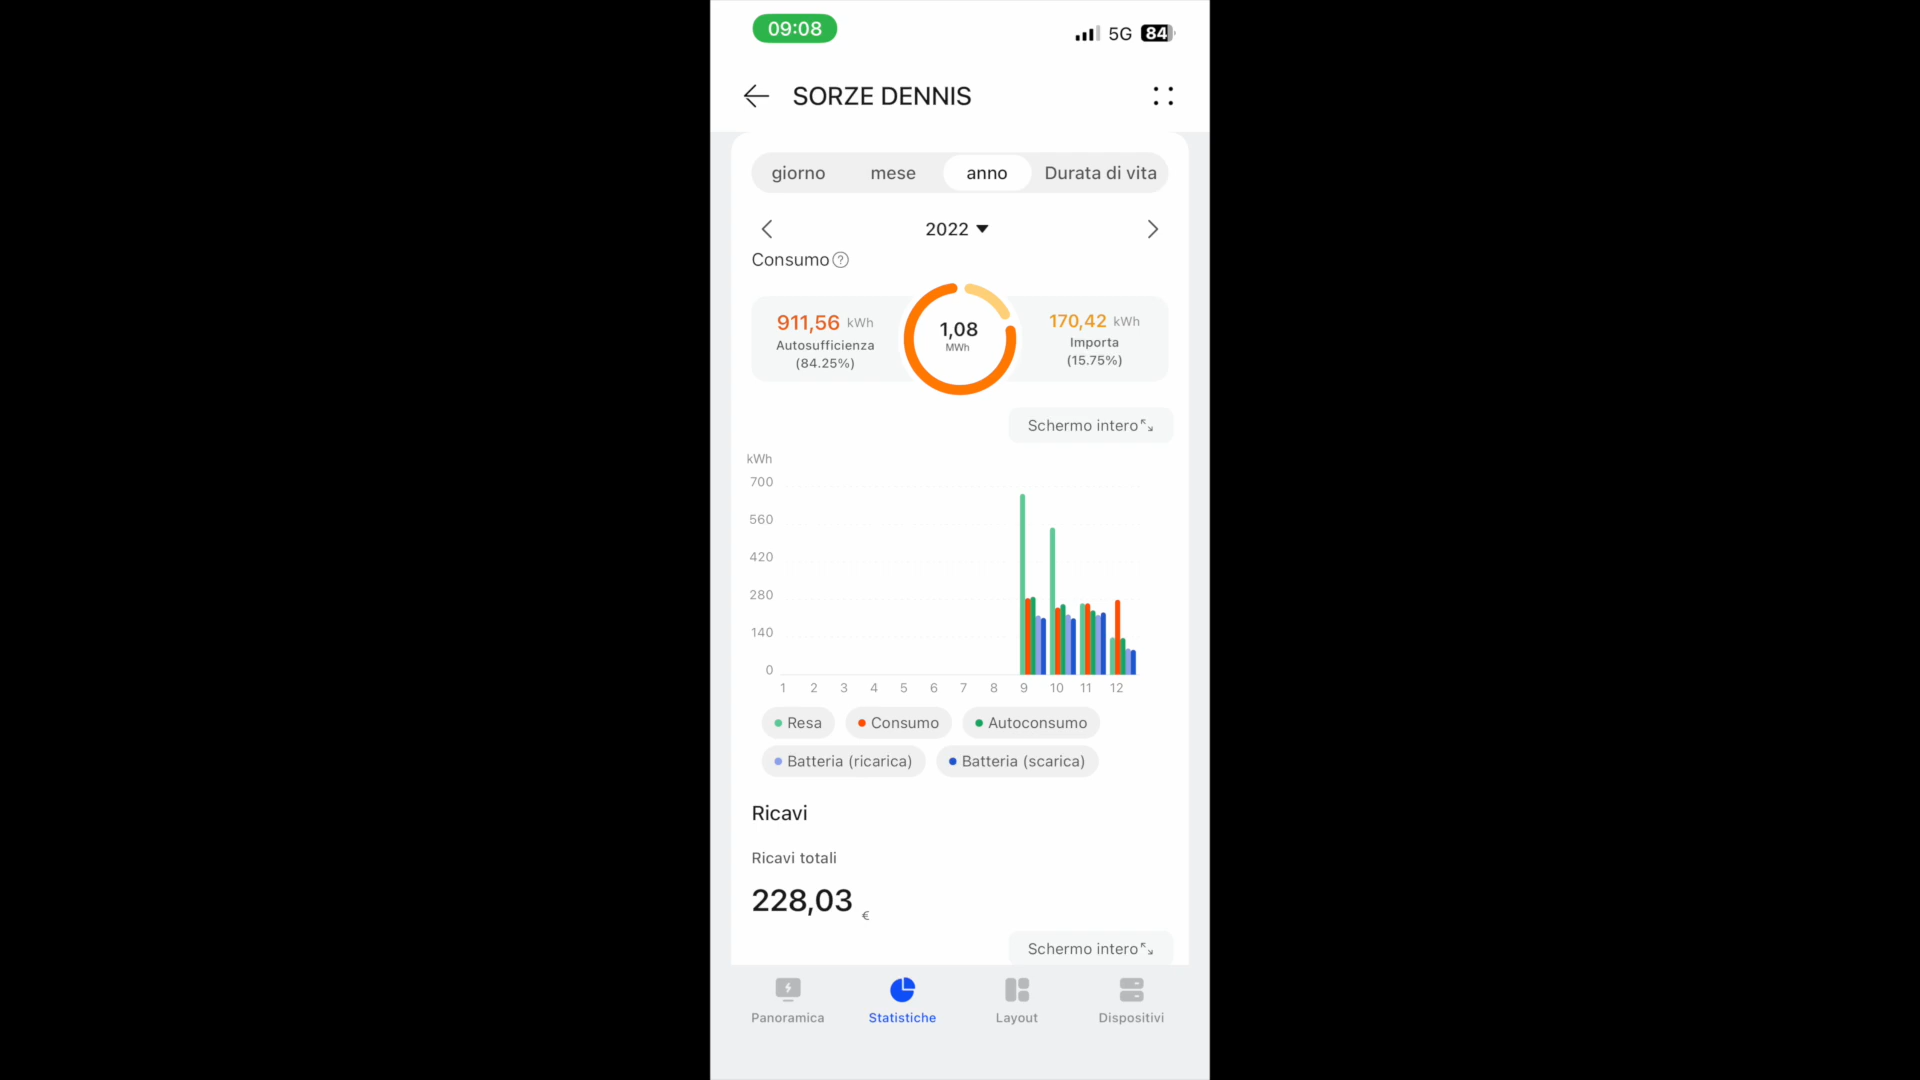 09:08 5G 84
SORZE DENNIS
giorno mese anno Durata di vita
2022
Consumo ?
911,56 kWh
Autosufficienza
(84.25%)
1,08
MWh
170,42 kWh
Importa
(15.75%)
Schermo intero
kWh
700
560
420
280
140
0
1 2 3 4 5 6 7 8 9 10 11 12
Resa Consumo Autoconsumo
Batteria (ricarica) Batteria (scarica)
Ricavi
Ricavi totali
228,03 €
Schermo intero
Panoramica Statistiche Layout Dispositivi